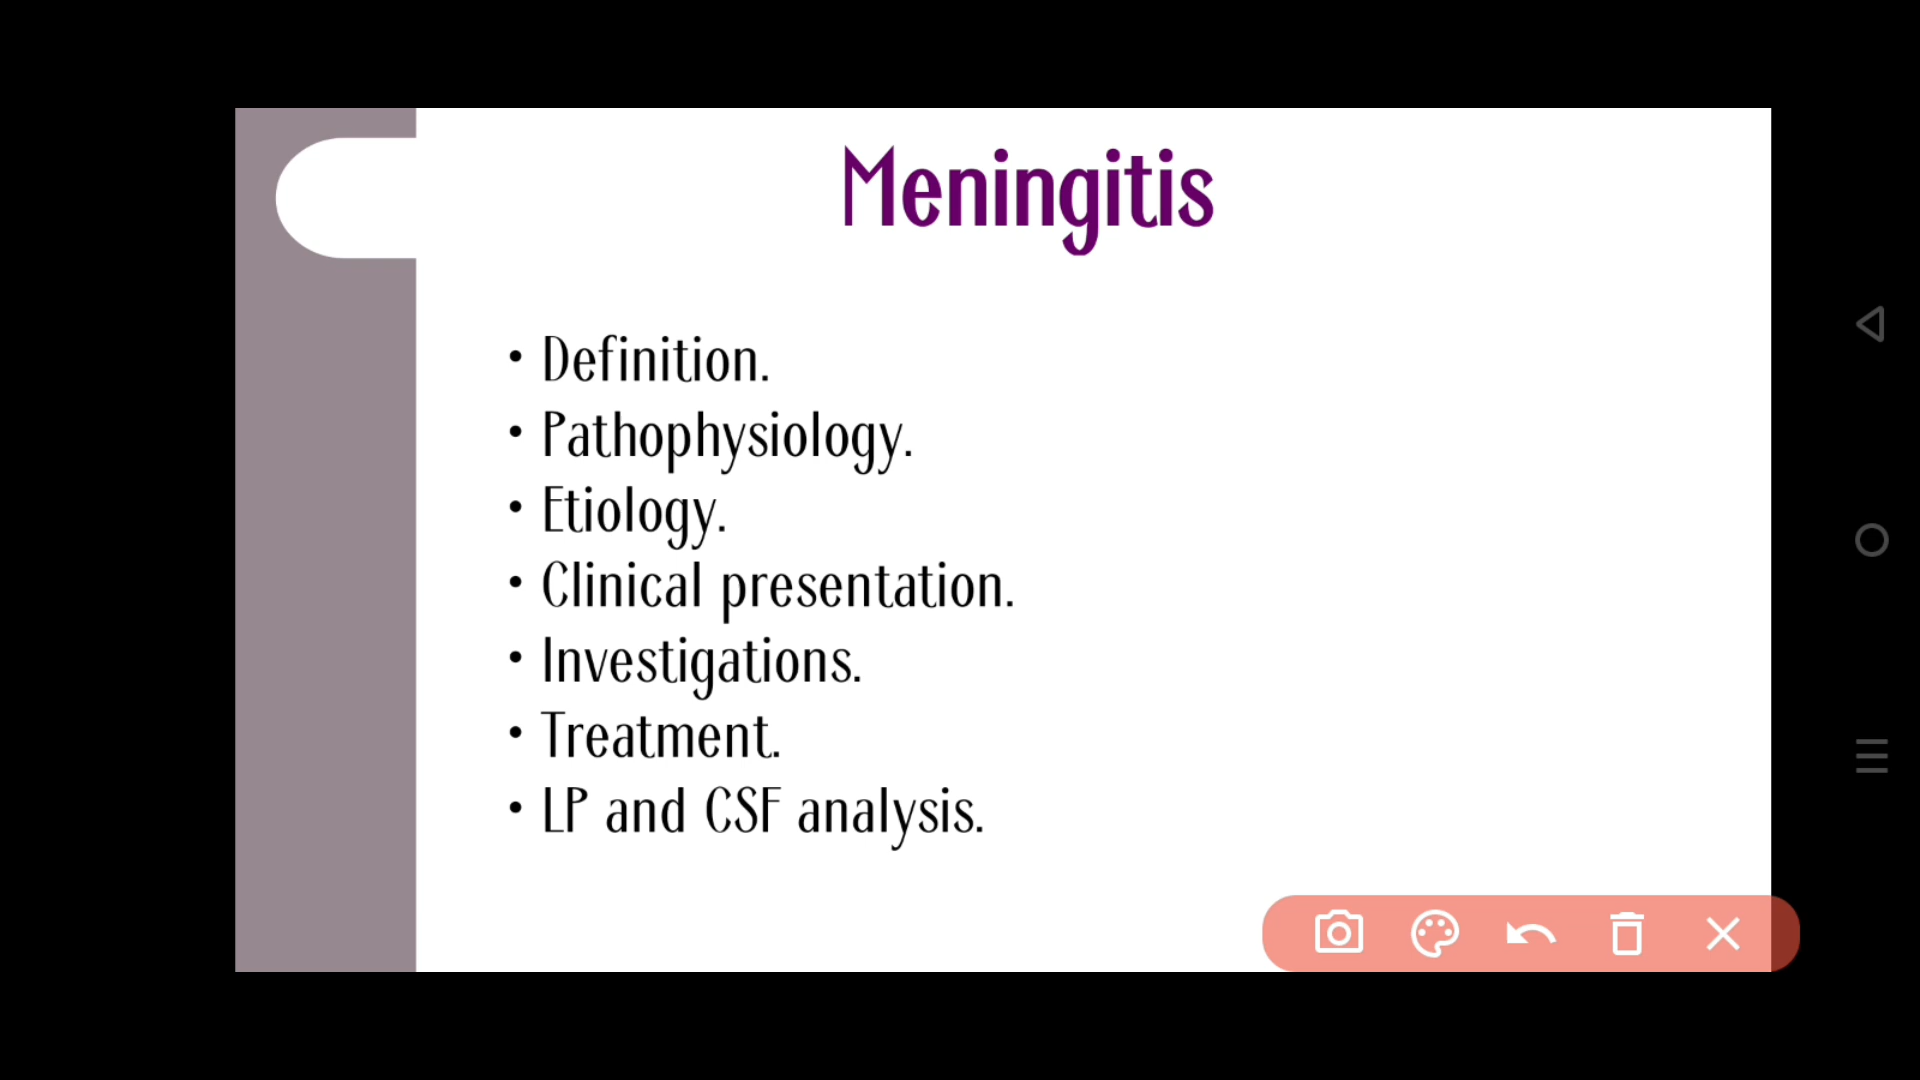 Meningitis
• Definition.
• Pathophysiology.
• Etiology.
• Clinical presentation.
• Investigations.
• Treatment.
• LP and CSF analysis.